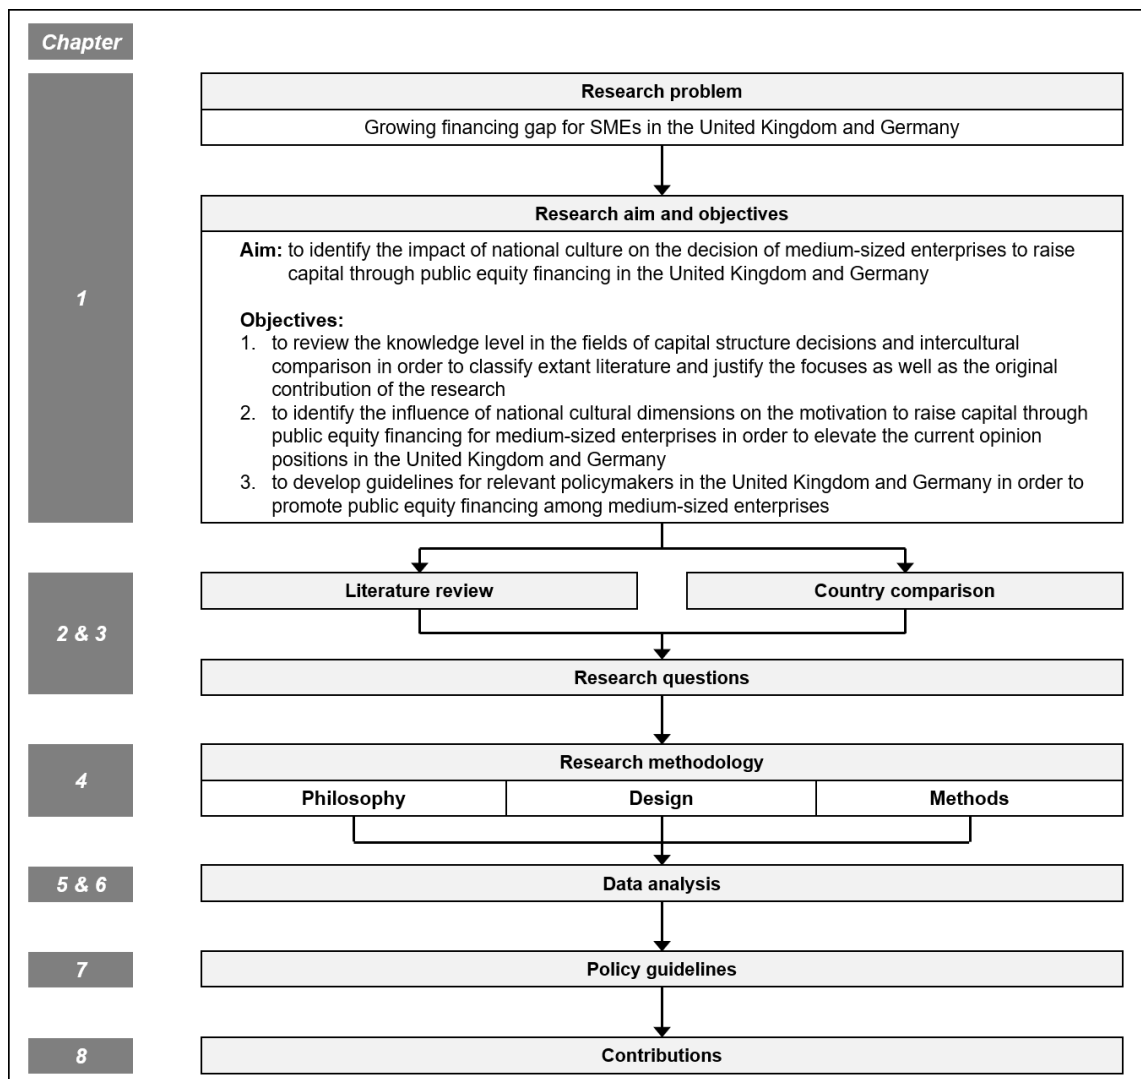 Chapter
1
Research problem
Growing financing gap for SMEs in the United Kingdom and Germany
Research aim and objectives
Aim: to identify the impact of national culture on the decision of medium-sized enterprises to raise
capital through public equity financing in the United Kingdom and Germany
Objectives:
1. to review the knowledge level in the fields of capital structure decisions and intercultural
comparison in order to classify extant literature and justify the focuses as well as the original
contribution of the research
2. to identify the influence of national cultural dimensions on the motivation to raise capital through
public equity financing for medium-sized enterprises in order to elevate the current opinion
positions in the United Kingdom and Germany
3. to develop guidelines for relevant policymakers in the United Kingdom and Germany in order to
promote public equity financing among medium-sized enterprises
2 & 3
Literature review
Country comparison
Research questions
4
Research methodology
Philosophy
Design
Methods
5 & 6
Data analysis
7
Policy guidelines
8
Contributions